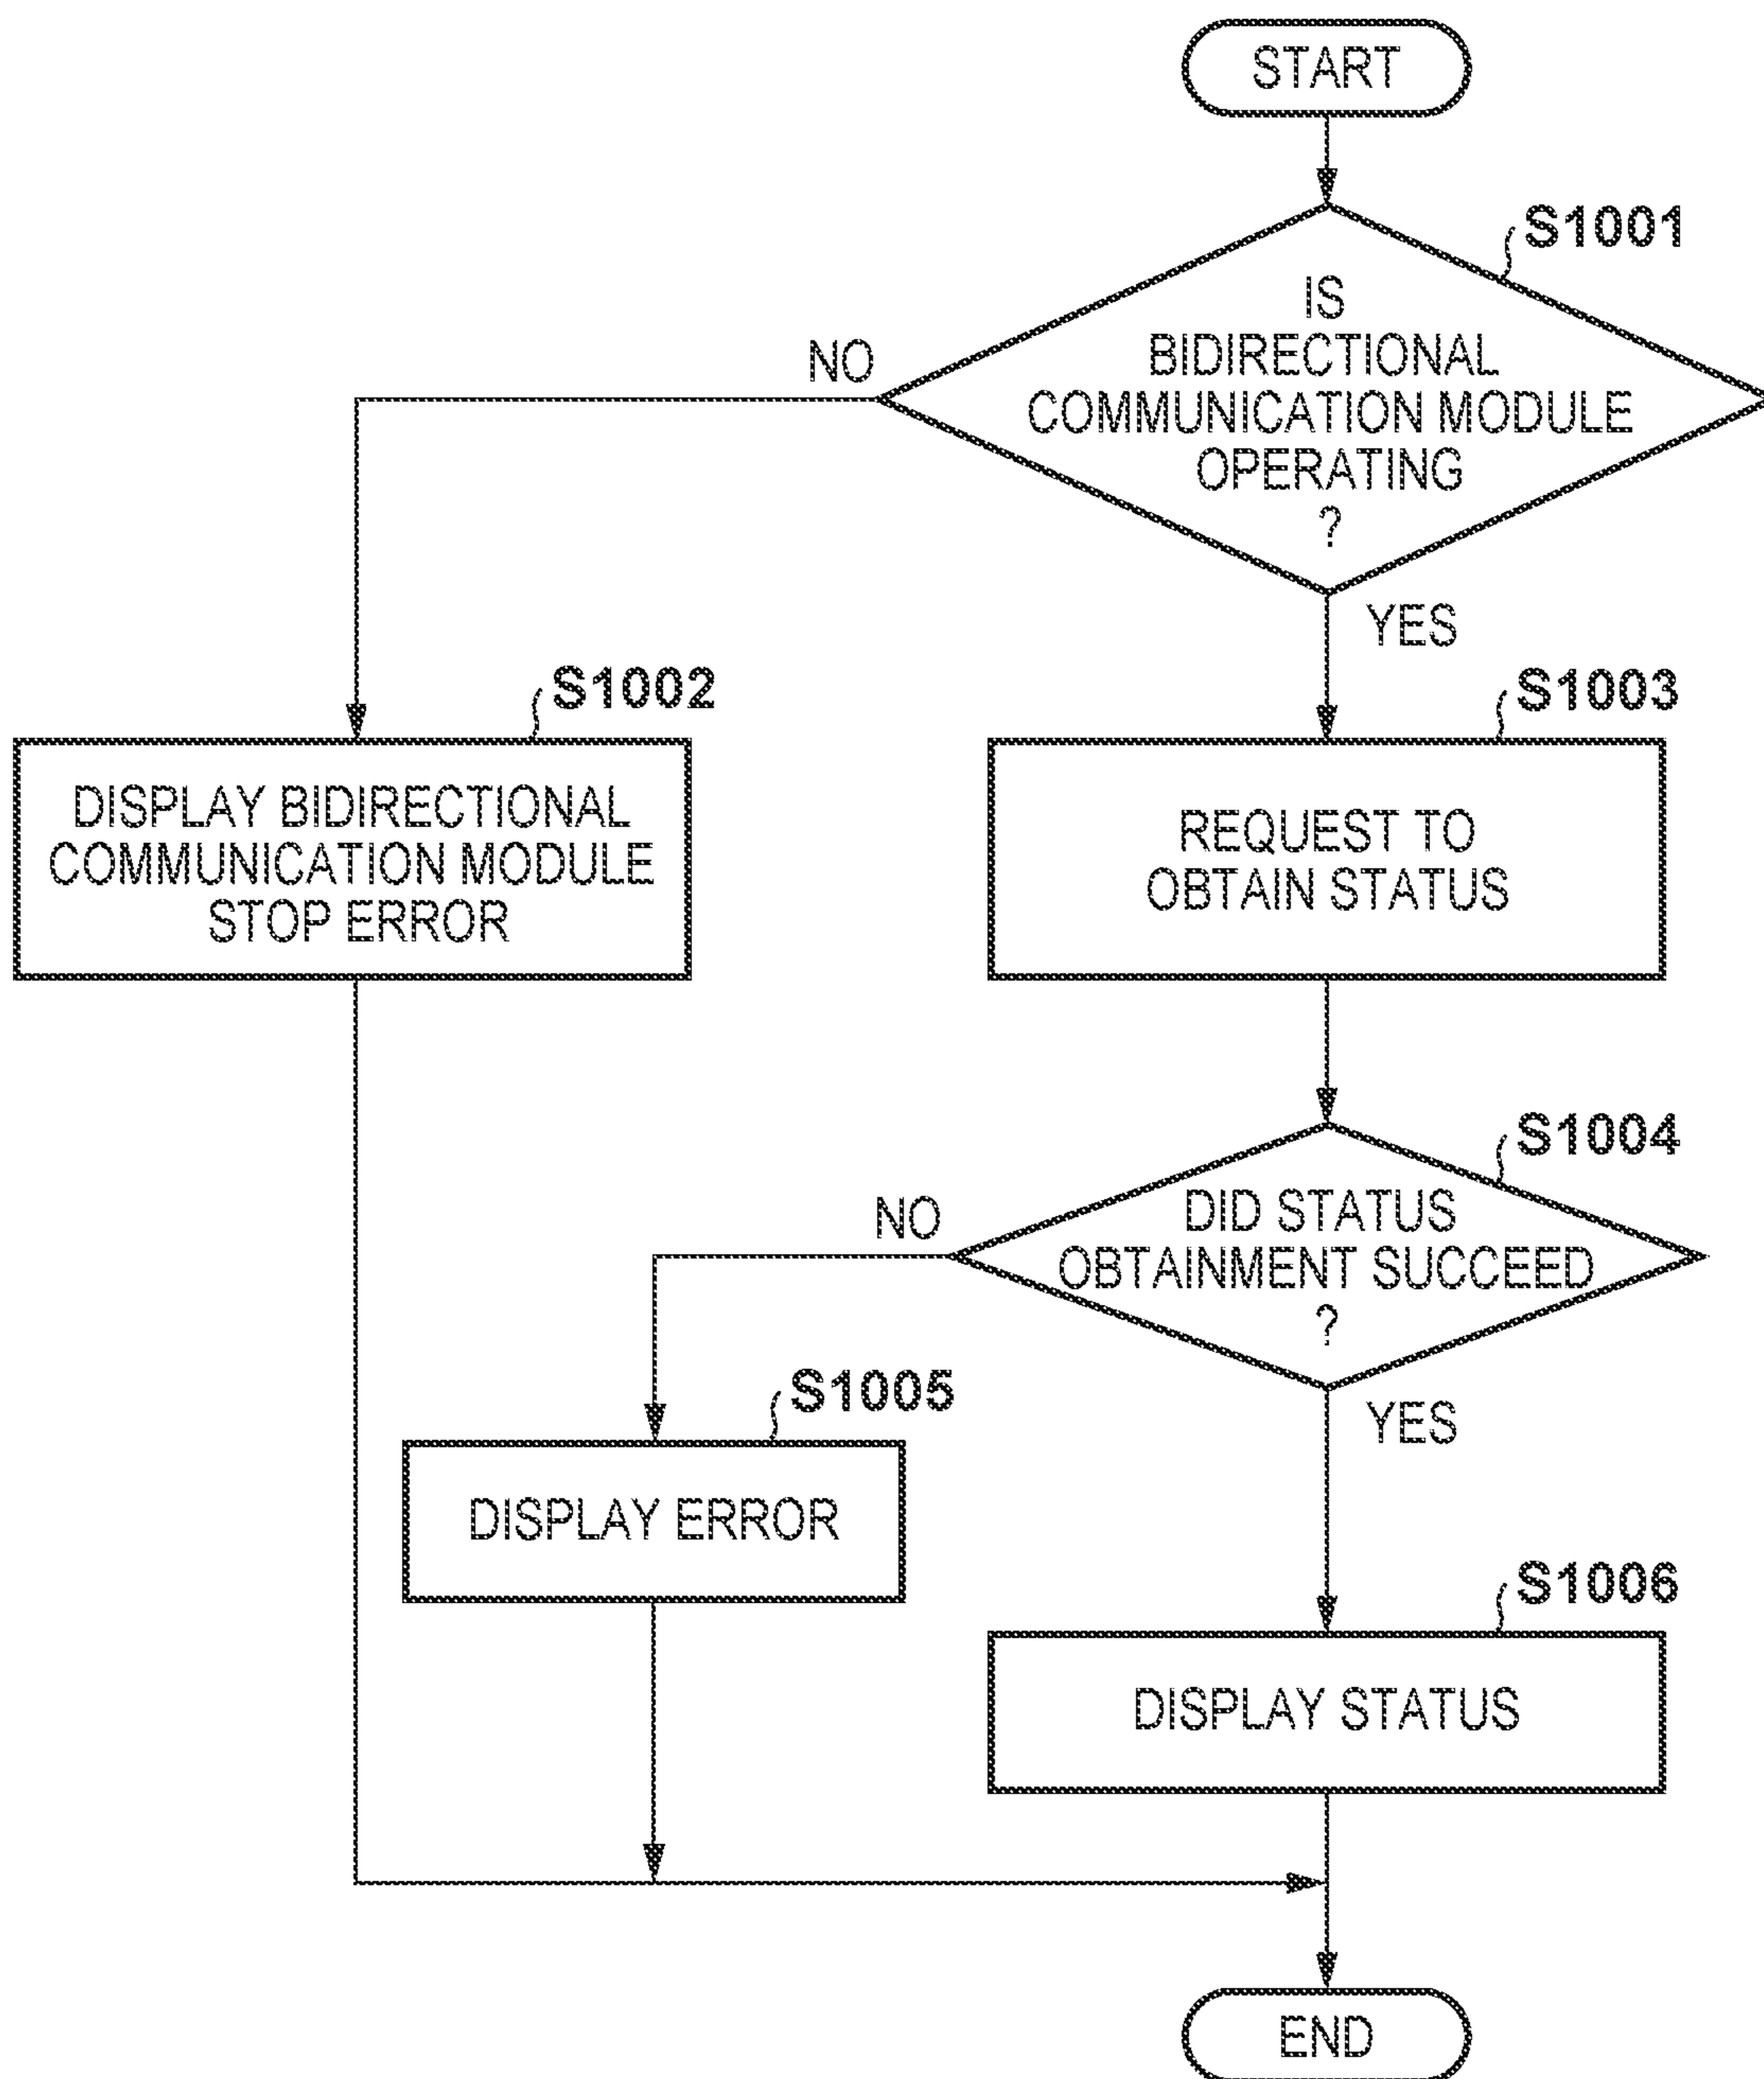 START
S1001
IS
BIDIRECTIONAL
COMMUNICATION MODULE
OPERATING
?
NO
YES
S1002
DISPLAY BIDIRECTIONAL
COMMUNICATION MODULE
STOP ERROR
S1003
REQUEST TO
OBTAIN STATUS
S1004
DID STATUS
OBTAINMENT SUCCEED
?
NO
YES
S1005
DISPLAY ERROR
S1006
DISPLAY STATUS
END